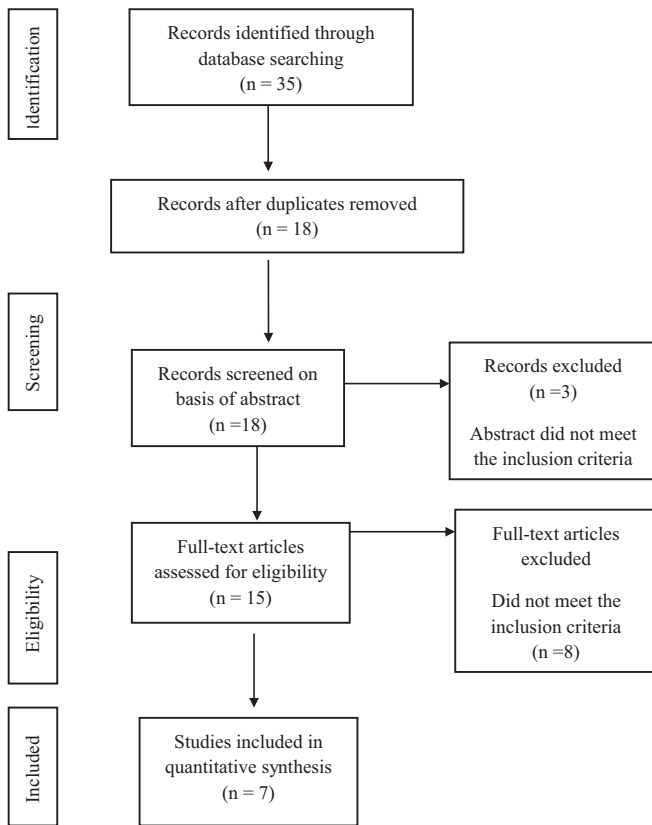 Identification
Records identified through
database searching
(n = 35)
Records after duplicates removed
(n = 18)
Screening
Records screened on
basis of abstract
(n =18)
Records excluded
(n =3)
Abstract did not meet
the inclusion criteria
Eligibility
Full-text articles
assessed for eligibility
(n = 15)
Full-text articles
excluded
Did not meet the
inclusion criteria
(n =8)
Included
Studies included in
quantitative synthesis
(n = 7)